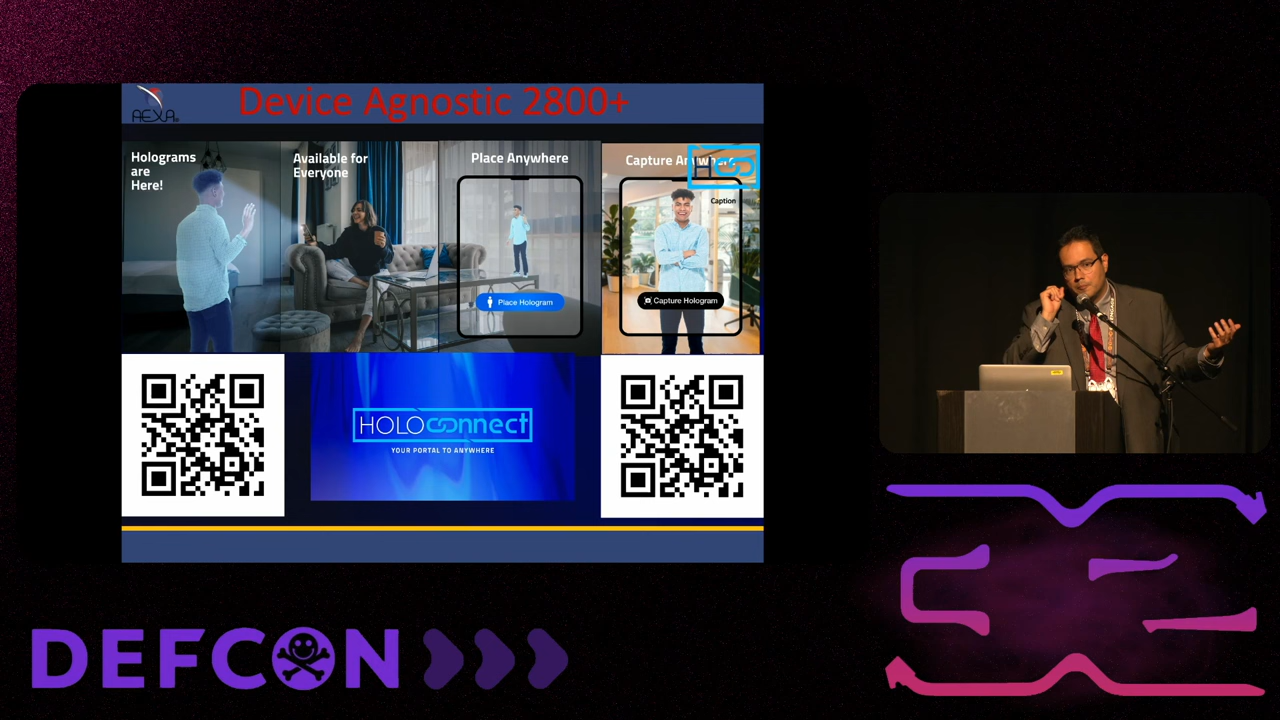 AEXA
Device Agnostic 2800+
Holograms
are
Here!
Available for
Everyone
Place Anywhere
Place Hologram
Capture Anywhere
Caption
Capture Hologram
HOLOconnect
YOUR PORTAL TO ANYWHERE
DEFCON